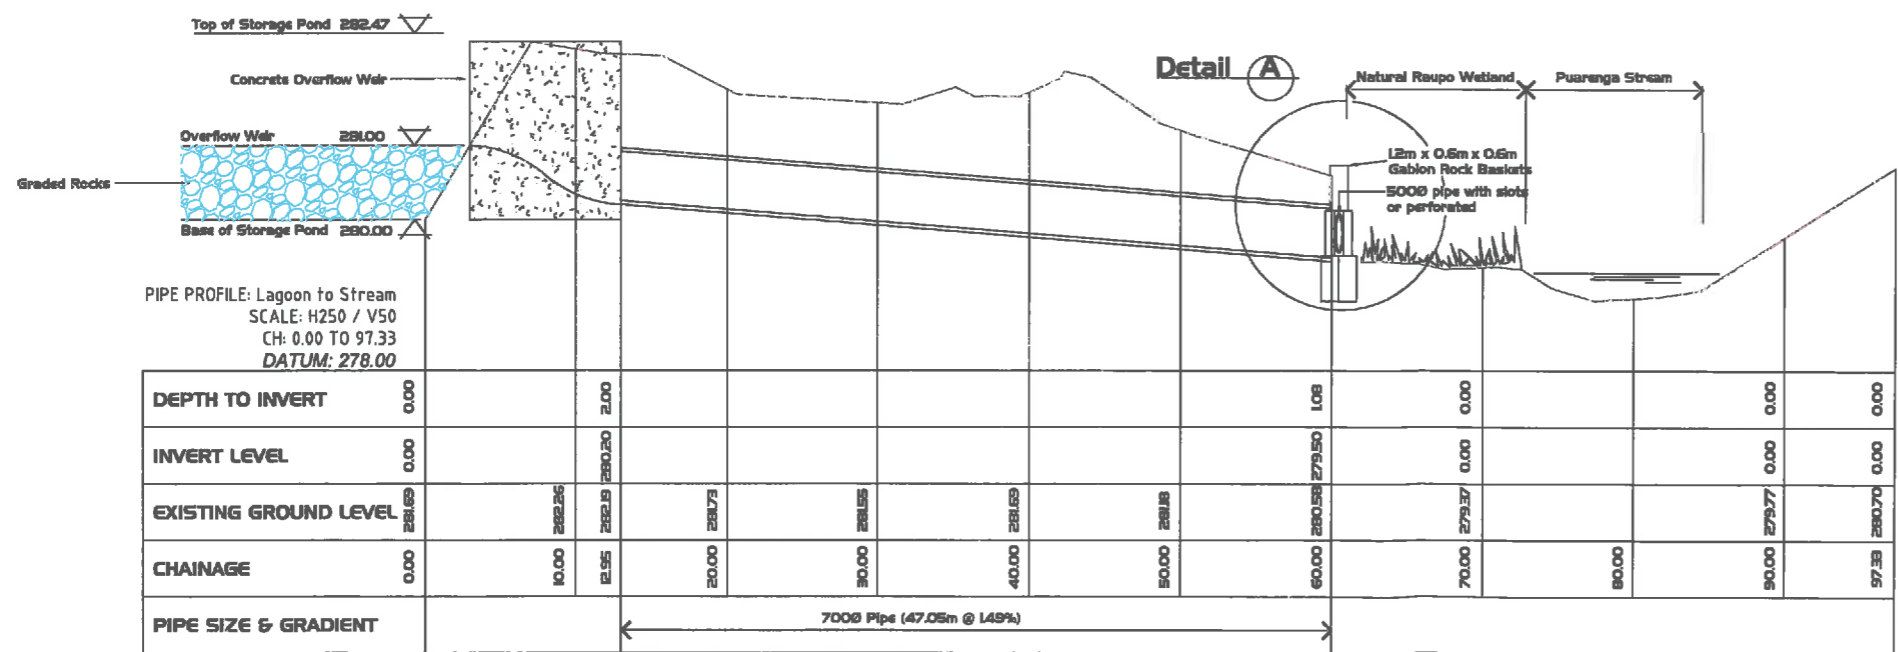 Top of Storage Pond 282.47
Concrete Overflow Weir
Overflow Weir 281.00
Graded Rocks
Base of Storage Pond 280.00
Detail A
Natural Raupo Wetland
Puarenga Stream
1.2m x 0.6m x 0.6m
Gabion Rock Baskets
500Ø pipe with slots
or perforated
PIPE PROFILE: Lagoon to Stream
SCALE: H250 / V50
CH: 0.00 TO 97.33
DATUM: 278.00
DEPTH TO INVERT 0.00 2.00 1.08 0.00 0.00 0.00
INVERT LEVEL 0.00 280.20 279.50 0.00 0.00 0.00
EXISTING GROUND LEVEL 281.69 282.26 282.19 281.73 281.55 281.69 281.18 280.58 279.37 279.77 280.70
CHAINAGE 0.00 10.00 12.95 20.00 30.00 40.00 50.00 60.00 70.00 80.00 90.00 97.33
PIPE SIZE & GRADIENT
700Ø Pipe (47.05m @ 1.49%)